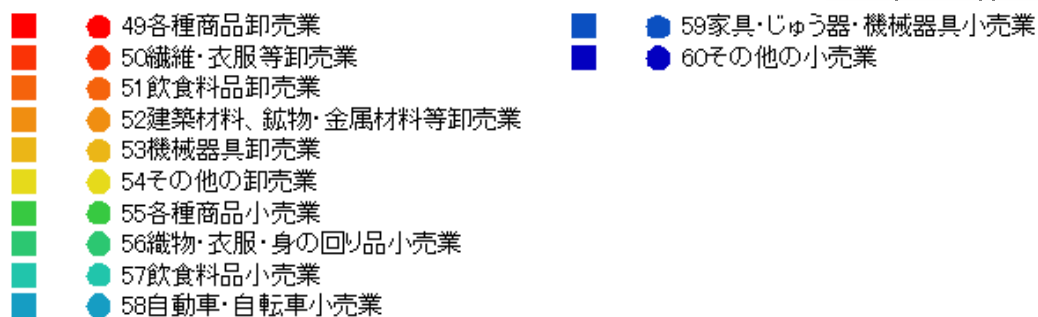 49各種商品卸売業
50繊維・衣服等卸売業
51飲食料品卸売業
52建築材料、鉱物・金属材料等卸売業
53機械器具卸売業
54その他の卸売業
55各種商品小売業
56織物・衣服・身の回り品小売業
57飲食料品小売業
58自動車・自転車小売業
59家具・じゅう器・機械器具小売業
60その他の小売業